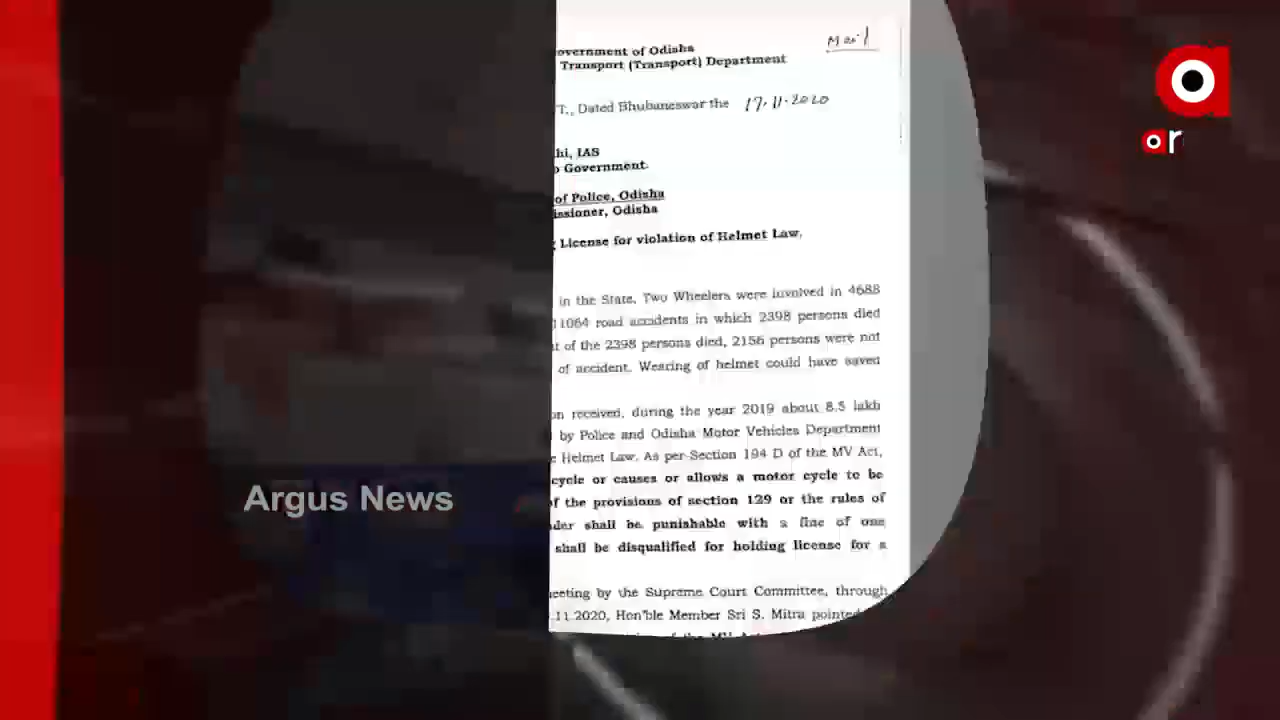 Mail
overnment of Odisha
Transport (Transport) Department
T., Dated Bhubaneswar the 17.11.2020
hi, IAS
o Government.
of Police, Odisha
issioner, Odisha
License for violation of Helmet Law.
in the State, Two Wheelers were involved in 4688
11064 road accidents in which 2398 persons died
of the 2398 persons died, 2156 persons were not
of accident. Wearing of helmet could have saved
on received, during the year 2019 about 8.5 lakh
by Police and Odisha Motor Vehicles Department
Helmet Law. As per Section 194 D of the MV Act,
cycle or causes or allows a motor cycle to be
of the provisions of section 129 or the rules of
der shall be punishable with a fine of one
shall be disqualified for holding license for a
eeting by the Supreme Court Committee, through
.11.2020, Hon'ble Member Sri S. Mitra pointed
Argus News
ar